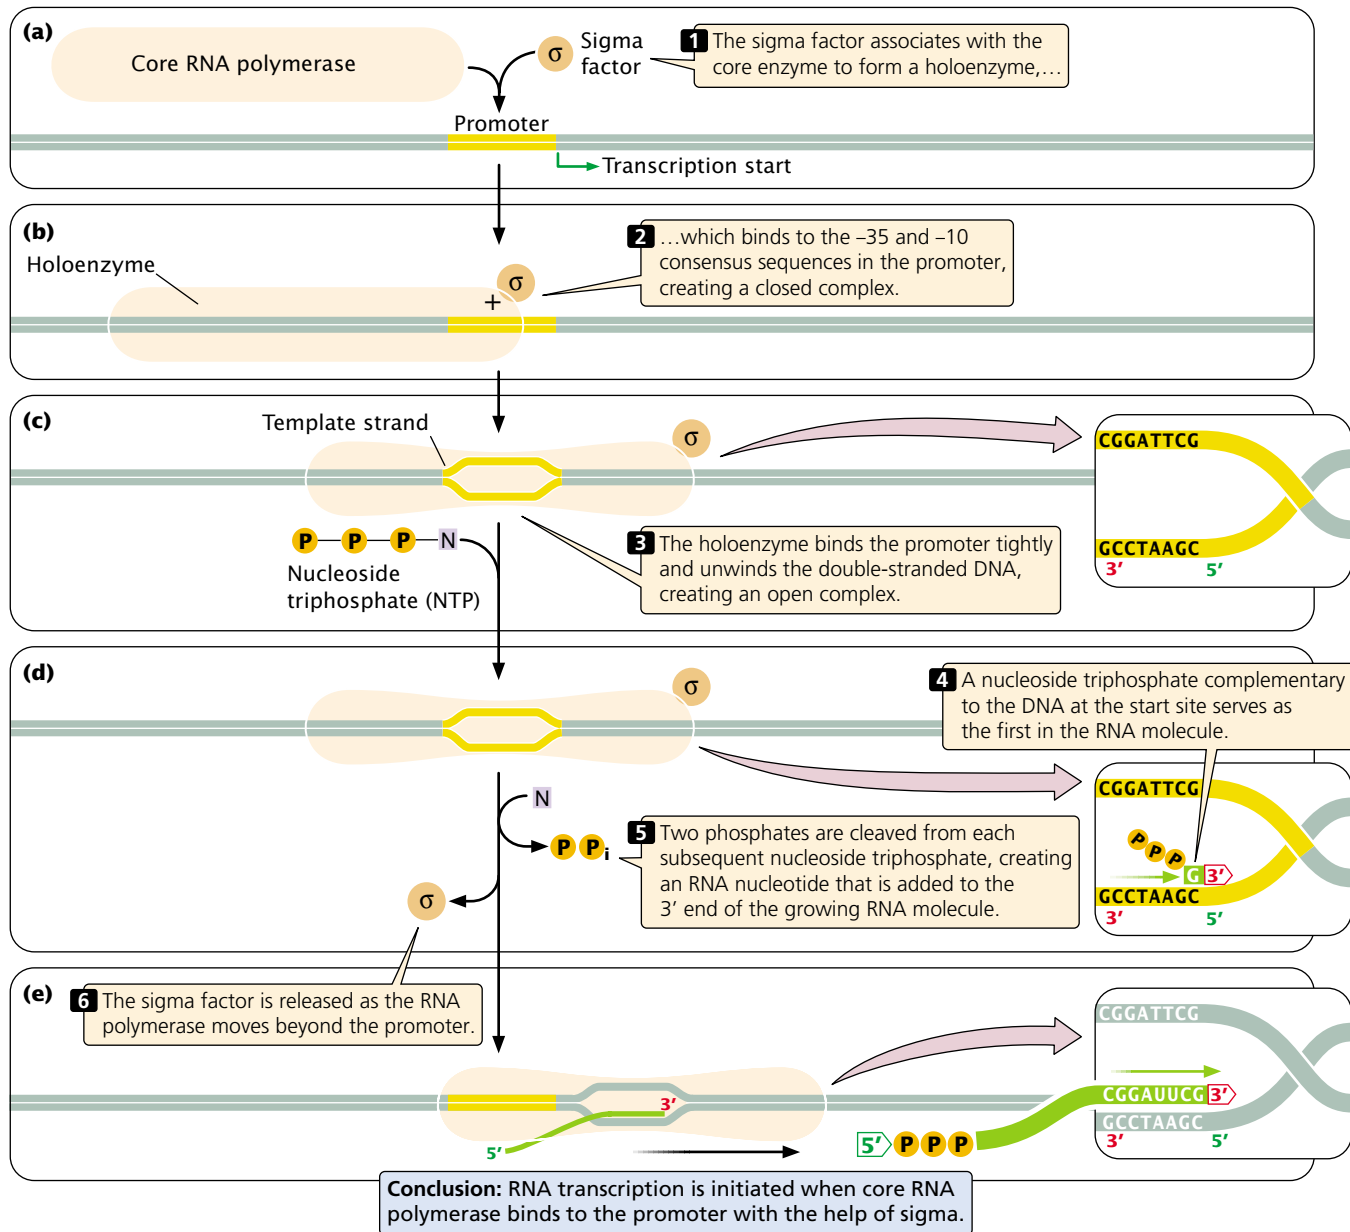 (a)
Core RNA polymerase
σ
Sigma
factor
1 The sigma factor associates with the
core enzyme to form a holoenzyme,…
Promoter
Transcription start
(b)
Holoenzyme
+
σ
2 …which binds to the –35 and –10
consensus sequences in the promoter,
creating a closed complex.
(c)
Template strand
σ
CGGATTCG
GCCTAAGC
3′ 5′
P P P N
Nucleoside
triphosphate (NTP)
3 The holoenzyme binds the promoter tightly
and unwinds the double-stranded DNA,
creating an open complex.
(d)
σ
4 A nucleoside triphosphate complementary
to the DNA at the start site serves as
the first in the RNA molecule.
CGGATTCG
P P P
G 3′
GCCTAAGC
3′ 5′
N
P Pi
5 Two phosphates are cleaved from each
subsequent nucleoside triphosphate, creating
an RNA nucleotide that is added to the
3′ end of the growing RNA molecule.
σ
(e)
6 The sigma factor is released as the RNA
polymerase moves beyond the promoter.
3′
5′
CGGATTCG
CGGAUUCG 3′
GCCTAAGC
3′ 5′
5′ P P P
Conclusion: RNA transcription is initiated when core RNA
polymerase binds to the promoter with the help of sigma.